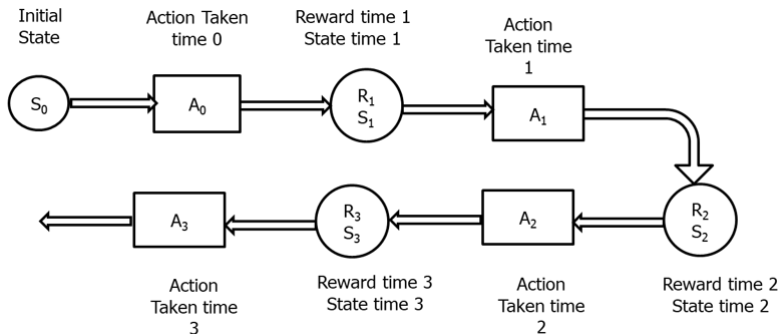 Initial
State
Action Taken
time 0
Reward time 1
State time 1
Action
Taken time
1
S₀
A₀
R₁
S₁
A₁
A₃
R₃
S₃
A₂
R₂
S₂
Action
Taken time
3
Reward time 3
State time 3
Action
Taken time
2
Reward time 2
State time 2